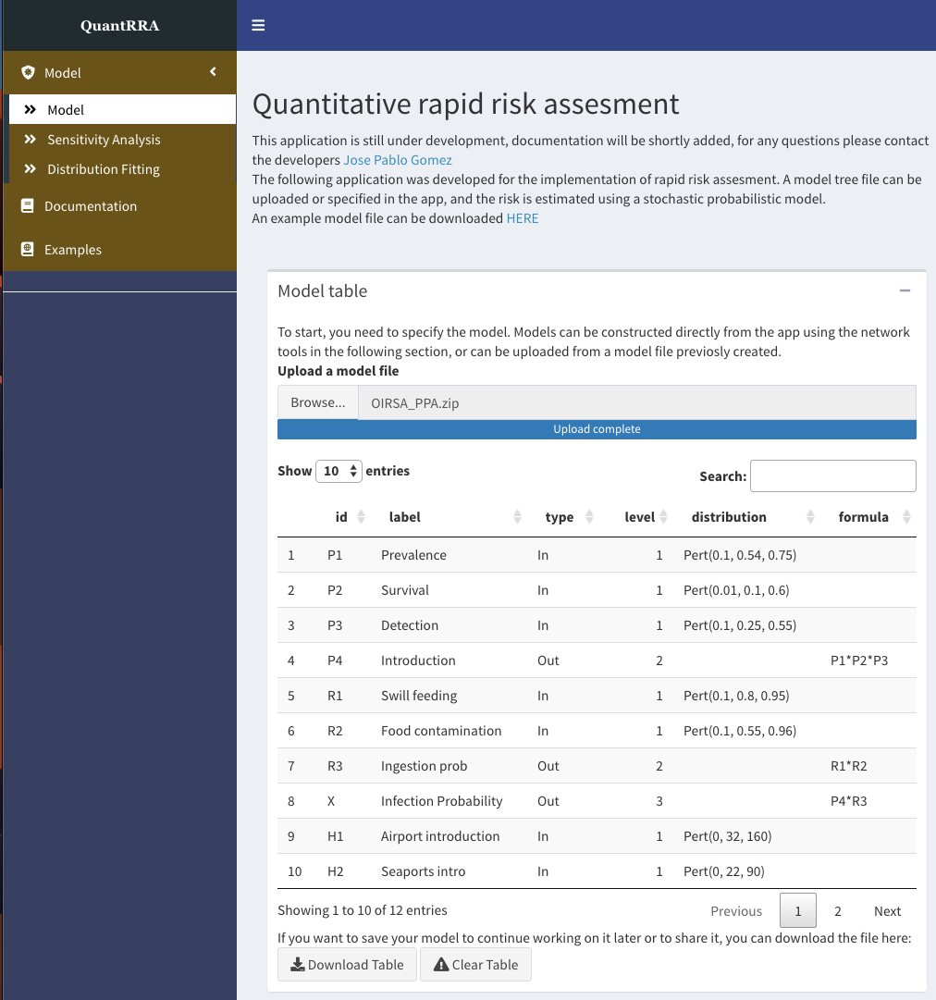 QuantRRA
Model
Model
Sensitivity Analysis
Distribution Fitting
Documentation
Examples
Quantitative rapid risk assesment
This application is still under development, documentation will be shortly added, for any questions please contact
the developers Jose Pablo Gomez
The following application was developed for the implementation of rapid risk assesment. A model tree file can be
uploaded or specified in the app, and the risk is estimated using a stochastic probabilistic model.
An example model file can be downloaded HERE
Model table
To start, you need to specify the model. Models can be constructed directly from the app using the network
tools in the following section, or can be uploaded from a model file previosly created.
Upload a model file
Browse... OIRSA_PPA.zip
Upload complete
Show 10 entries Search:
id label type level distribution formula
1 P1 Prevalence In 1 Pert(0.1, 0.54, 0.75)
2 P2 Survival In 1 Pert(0.01, 0.1, 0.6)
3 P3 Detection In 1 Pert(0.1, 0.25, 0.55)
4 P4 Introduction Out 2 P1*P2*P3
5 R1 Swill feeding In 1 Pert(0.1, 0.8, 0.95)
6 R2 Food contamination In 1 Pert(0.1, 0.55, 0.96)
7 R3 Ingestion prob Out 2 R1*R2
8 X Infection Probability Out 3 P4*R3
9 H1 Airport introduction In 1 Pert(0, 32, 160)
10 H2 Seaports intro In 1 Pert(0, 22, 90)
Showing 1 to 10 of 12 entries Previous 1 2 Next
If you want to save your model to continue working on it later or to share it, you can download the file here:
Download Table Clear Table